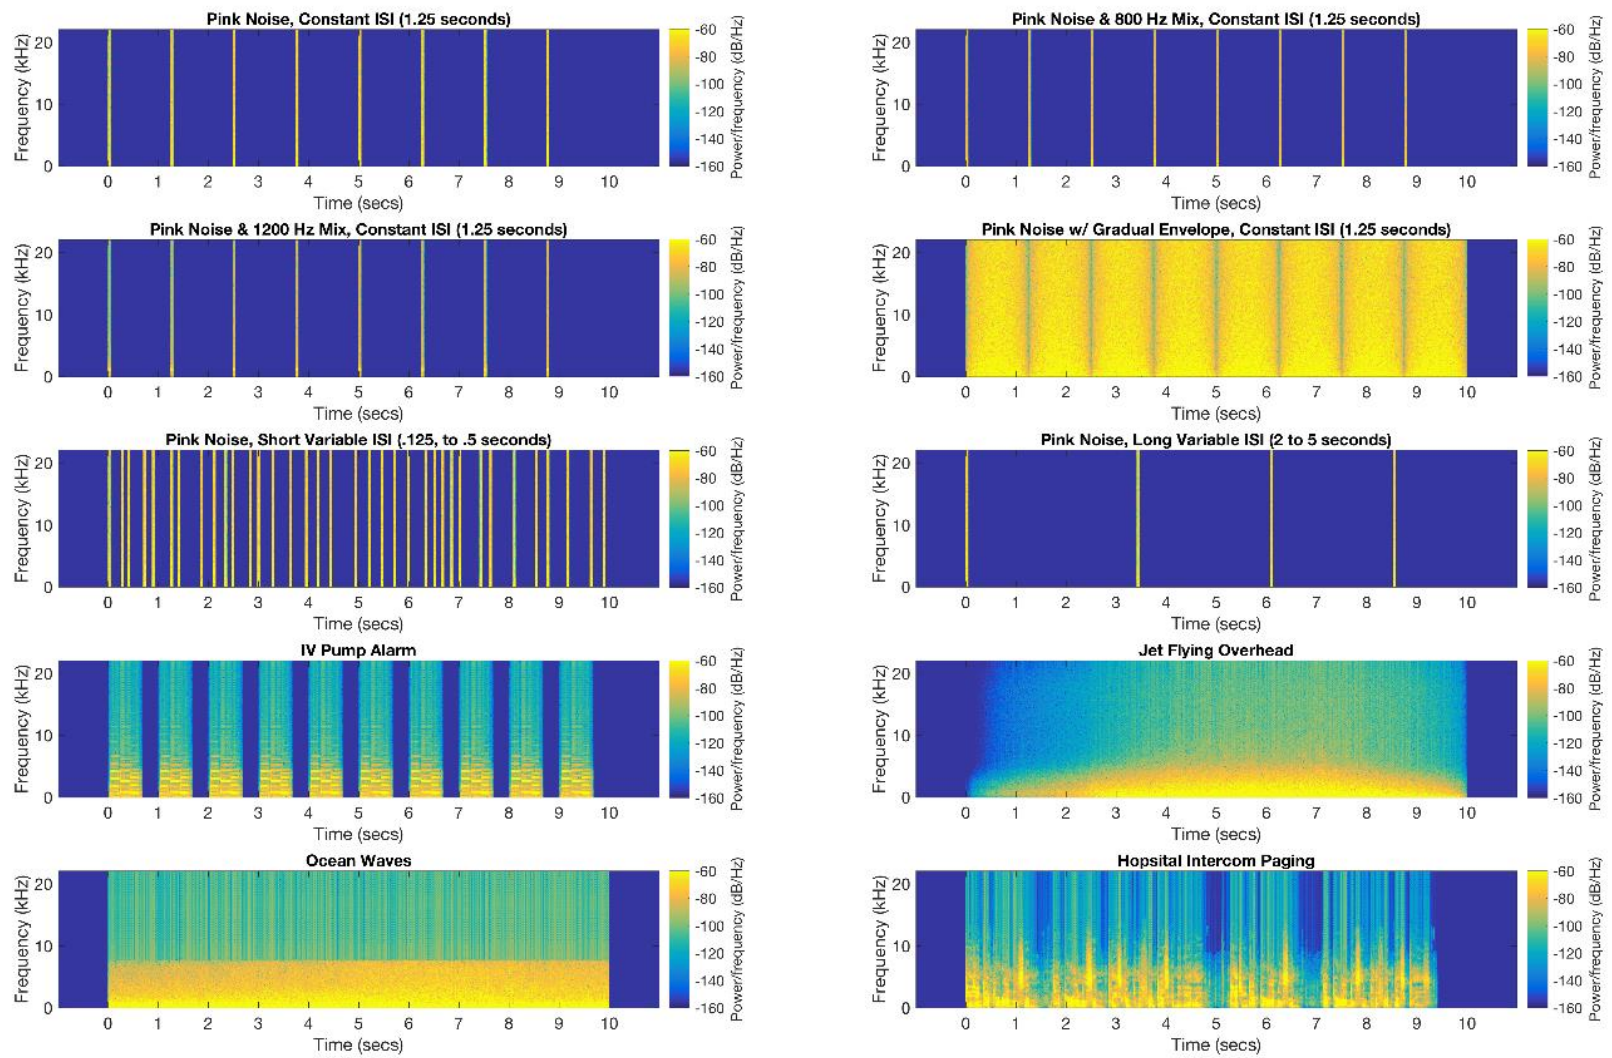 Pink Noise, Constant ISI (1.25 seconds)
Frequency (kHz)
20
10
0
0 1 2 3 4 5 6 7 8 9 10
Time (secs)
-60
-80
-100
-120
-140
-160
Power/frequency (dB/Hz)
Pink Noise & 800 Hz Mix, Constant ISI (1.25 seconds)
Frequency (kHz)
20
10
0
0 1 2 3 4 5 6 7 8 9 10
Time (secs)
-60
-80
-100
-120
-140
-160
Power/frequency (dB/Hz)
Pink Noise & 1200 Hz Mix, Constant ISI (1.25 seconds)
Frequency (kHz)
20
10
0
0 1 2 3 4 5 6 7 8 9 10
Time (secs)
-60
-80
-100
-120
-140
-160
Power/frequency (dB/Hz)
Pink Noise w/ Gradual Envelope, Constant ISI (1.25 seconds)
Frequency (kHz)
20
10
0
0 1 2 3 4 5 6 7 8 9 10
Time (secs)
-60
-80
-100
-120
-140
-160
Power/frequency (dB/Hz)
Pink Noise, Short Variable ISI (.125, to .5 seconds)
Frequency (kHz)
20
10
0
0 1 2 3 4 5 6 7 8 9 10
Time (secs)
-60
-80
-100
-120
-140
-160
Power/frequency (dB/Hz)
Pink Noise, Long Variable ISI (2 to 5 seconds)
Frequency (kHz)
20
10
0
0 1 2 3 4 5 6 7 8 9 10
Time (secs)
-60
-80
-100
-120
-140
-160
Power/frequency (dB/Hz)
IV Pump Alarm
Frequency (kHz)
20
10
0
0 1 2 3 4 5 6 7 8 9 10
Time (secs)
-60
-80
-100
-120
-140
-160
Power/frequency (dB/Hz)
Jet Flying Overhead
Frequency (kHz)
20
10
0
0 1 2 3 4 5 6 7 8 9 10
Time (secs)
-60
-80
-100
-120
-140
-160
Power/frequency (dB/Hz)
Ocean Waves
Frequency (kHz)
20
10
0
0 1 2 3 4 5 6 7 8 9 10
Time (secs)
-60
-80
-100
-120
-140
-160
Power/frequency (dB/Hz)
Hopsital Intercom Paging
Frequency (kHz)
20
10
0
0 1 2 3 4 5 6 7 8 9 10
Time (secs)
-60
-80
-100
-120
-140
-160
Power/frequency (dB/Hz)